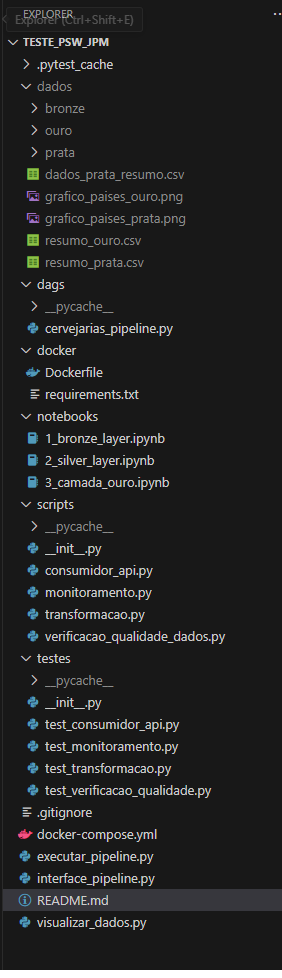 EXPLORER
Explorer (Ctrl+Shift+E)
TESTE_PSW_JPM
.pytest_cache
dados
bronze
ouro
prata
dados_prata_resumo.csv
grafico_paises_ouro.png
grafico_paises_prata.png
resumo_ouro.csv
resumo_prata.csv
dags
__pycache__
cervejarias_pipeline.py
docker
Dockerfile
requirements.txt
notebooks
1_bronze_layer.ipynb
2_silver_layer.ipynb
3_camada_ouro.ipynb
scripts
__pycache__
__init__.py
consumidor_api.py
monitoramento.py
transformacao.py
verificacao_qualidade_dados.py
testes
__pycache__
__init__.py
test_consumidor_api.py
test_monitoramento.py
test_transformacao.py
test_verificacao_qualidade.py
.gitignore
docker-compose.yml
executar_pipeline.py
interface_pipeline.py
README.md
visualizar_dados.py